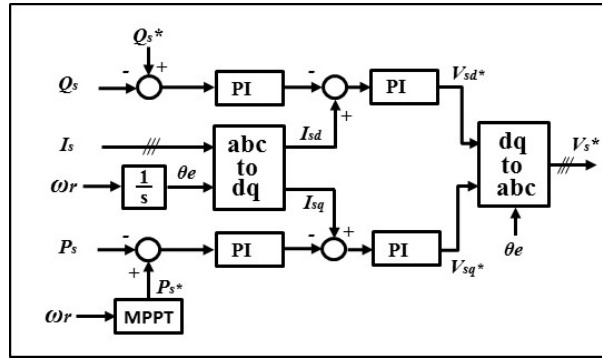 Qs*
- +
Qs PI - PI Vsd*
+
Is abc to dq Isd dq to abc Vs*
ωr 1/s θe Isq
Ps - PI - + PI Vsq* θe
+
Ps*
ωr MPPT